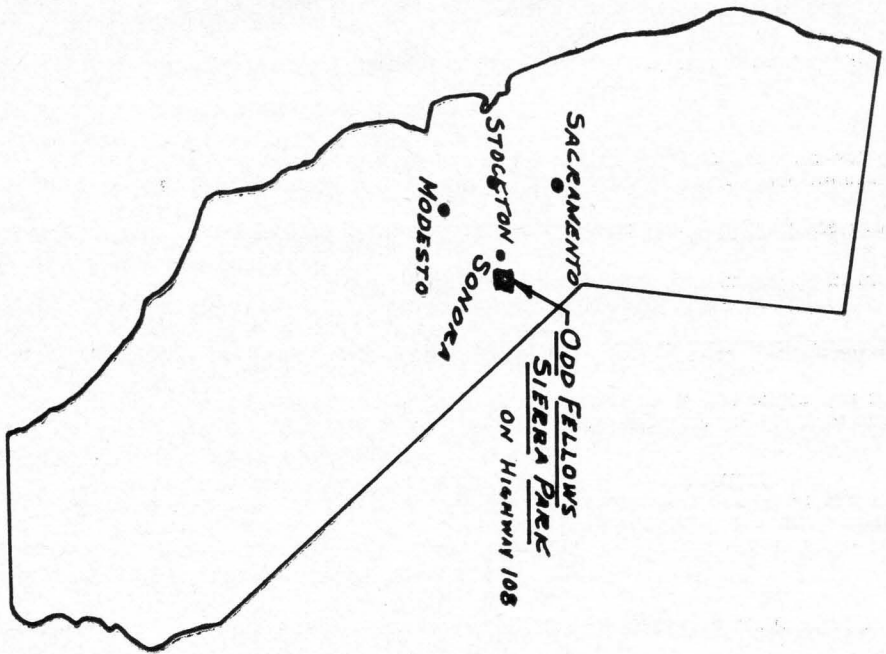 SACRAMENTO
STOCKTON
MODESTO
SONORA
ODD FELLOWS
SIERRA PARK
ON HIGHWAY 108